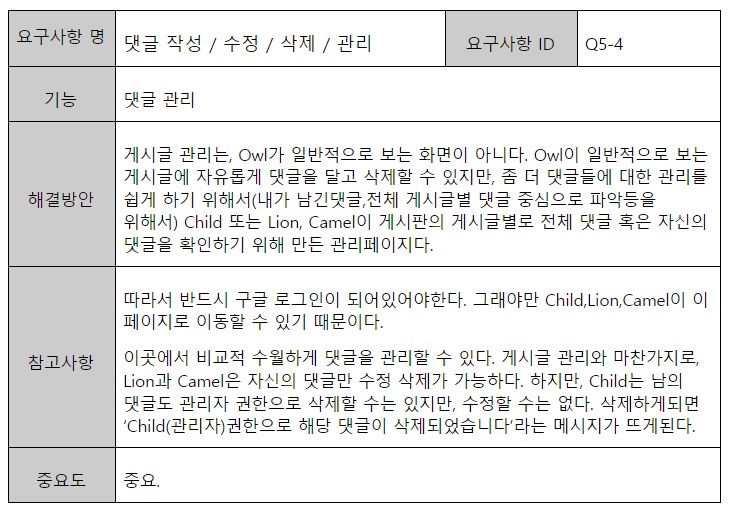 요구사항 명
댓글 작성 / 수정 / 삭제 / 관리
요구사항 ID
Q5-4
기능
댓글 관리
해결방안
게시글 관리는, Owl가 일반적으로 보는 화면이 아니다. Owl이 일반적으로 보는
게시글에 자유롭게 댓글을 달고 삭제할 수 있지만, 좀 더 댓글들에 대한 관리를
쉽게 하기 위해서(내가 남긴댓글,전체 게시글별 댓글 중심으로 파악등을
위해서) Child 또는 Lion, Camel이 게시판의 게시글별로 전체 댓글 혹은 자신의
댓글을 확인하기 위해 만든 관리페이지다.
참고사항
따라서 반드시 구글 로그인이 되어있어야한다. 그래야만 Child,Lion,Camel이 이
페이지로 이동할 수 있기 때문이다.
이곳에서 비교적 수월하게 댓글을 관리할 수 있다. 게시글 관리와 마찬가지로,
Lion과 Camel은 자신의 댓글만 수정 삭제가 가능하다. 하지만, Child는 남의
댓글도 관리자 권한으로 삭제할 수는 있지만, 수정할 수는 없다. 삭제하게되면
‘Child(관리자)권한으로 해당 댓글이 삭제되었습니다’라는 메시지가 뜨게된다.
중요도
중요.